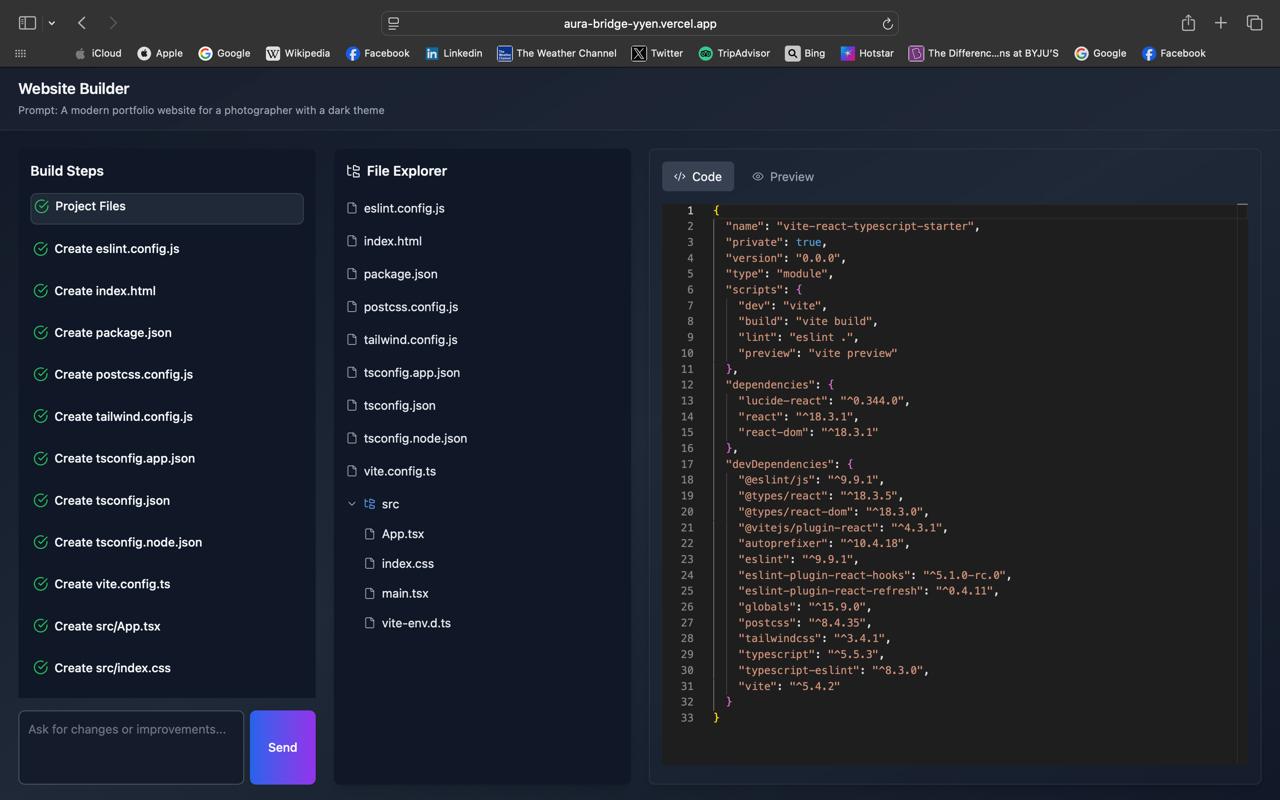 aura-bridge-yyen.vercel.app
iCloud Apple Google Wikipedia Facebook Linkedin The Weather Channel Twitter TripAdvisor Bing Hotstar The Differenc...ns at BYJU'S Google Facebook
Website Builder
Prompt: A modern portfolio website for a photographer with a dark theme
Build Steps
Project Files
Create eslint.config.js
Create index.html
Create package.json
Create postcss.config.js
Create tailwind.config.js
Create tsconfig.app.json
Create tsconfig.json
Create tsconfig.node.json
Create vite.config.ts
Create src/App.tsx
Create src/index.css
Ask for changes or improvements...
Send
File Explorer
eslint.config.js
index.html
package.json
postcss.config.js
tailwind.config.js
tsconfig.app.json
tsconfig.json
tsconfig.node.json
vite.config.ts
src
App.tsx
index.css
main.tsx
vite-env.d.ts
</> Code Preview
1 {
2 "name": "vite-react-typescript-starter",
3 "private": true,
4 "version": "0.0.0",
5 "type": "module",
6 "scripts": {
7 "dev": "vite",
8 "build": "vite build",
9 "lint": "eslint .",
10 "preview": "vite preview"
11 },
12 "dependencies": {
13 "lucide-react": "^0.344.0",
14 "react": "^18.3.1",
15 "react-dom": "^18.3.1"
16 },
17 "devDependencies": {
18 "@eslint/js": "^9.9.1",
19 "@types/react": "^18.3.5",
20 "@types/react-dom": "^18.3.0",
21 "@vitejs/plugin-react": "^4.3.1",
22 "autoprefixer": "^10.4.18",
23 "eslint": "^9.9.1",
24 "eslint-plugin-react-hooks": "^5.1.0-rc.0",
25 "eslint-plugin-react-refresh": "^0.4.11",
26 "globals": "^15.9.0",
27 "postcss": "^8.4.35",
28 "tailwindcss": "^3.4.1",
29 "typescript": "^5.5.3",
30 "typescript-eslint": "^8.3.0",
31 "vite": "^5.4.2"
32 }
33 }